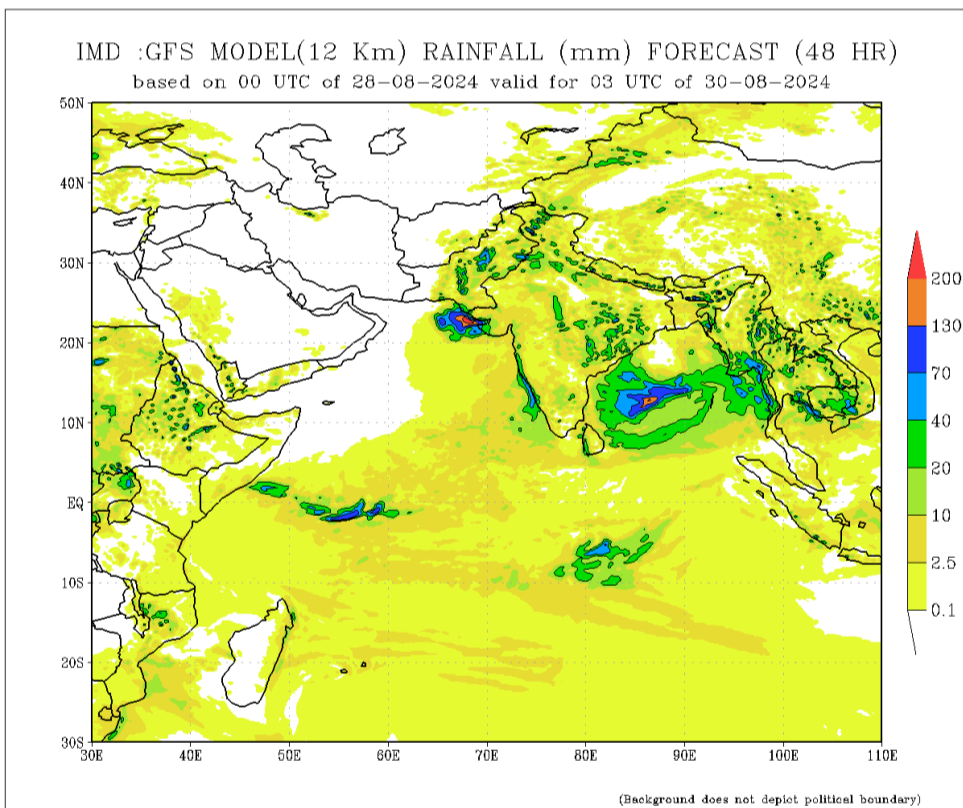 IMD :GFS MODEL(12 Km) RAINFALL (mm) FORECAST (48 HR)
based on 00 UTC of 28-08-2024 valid for 03 UTC of 30-08-2024
50N
40N
30N
20N
10N
EQ
10S
20S
30S
30E 40E 50E 60E 70E 80E 90E 100E 110E
200
130
70
40
20
10
2.5
0.1
(Background does not depict political boundary)